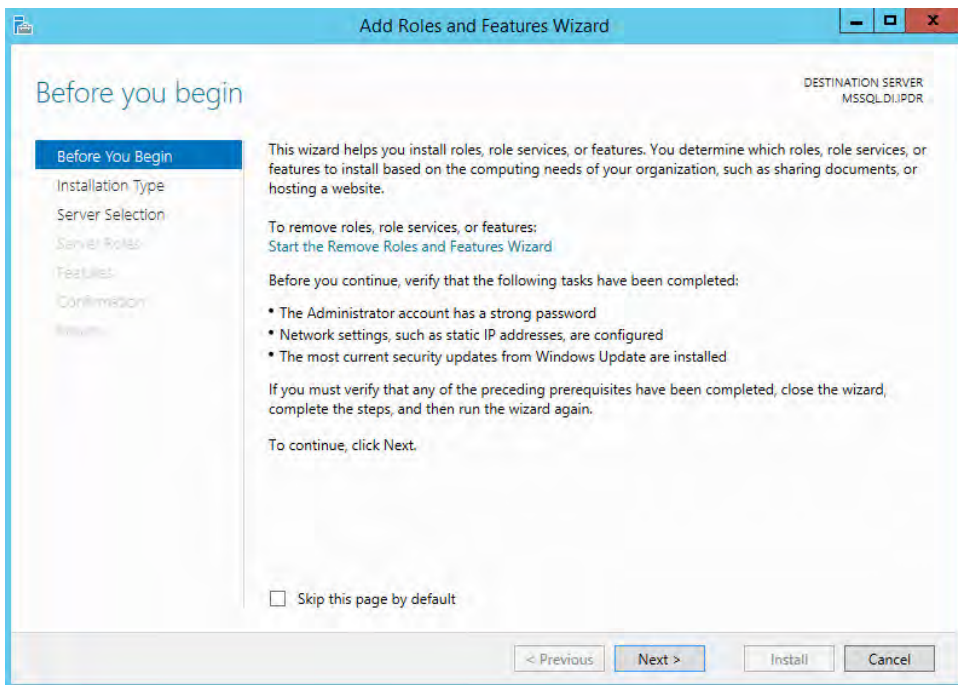 Add Roles and Features Wizard
Before you begin
DESTINATION SERVER
MSSQL.DI.IPDR
Before You Begin
Installation Type
Server Selection
Server Roles
Features
Confirmation
Results
This wizard helps you install roles, role services, or features. You determine which roles, role services, or
features to install based on the computing needs of your organization, such as sharing documents, or
hosting a website.
To remove roles, role services, or features:
Start the Remove Roles and Features Wizard
Before you continue, verify that the following tasks have been completed:
• The Administrator account has a strong password
• Network settings, such as static IP addresses, are configured
• The most current security updates from Windows Update are installed
If you must verify that any of the preceding prerequisites have been completed, close the wizard,
complete the steps, and then run the wizard again.
To continue, click Next.
Skip this page by default
< Previous
Next >
Install
Cancel